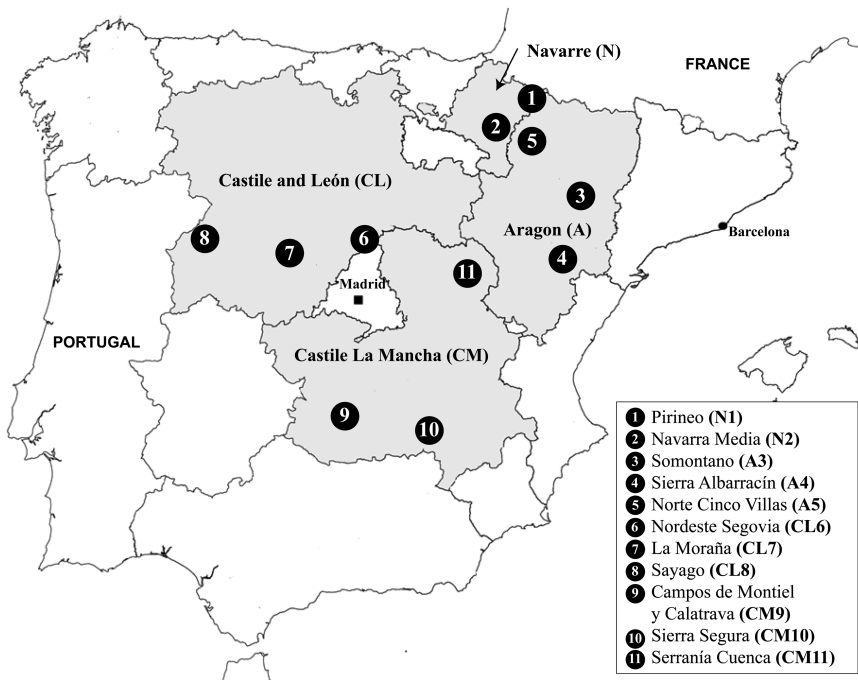 Navarre (N)
FRANCE
1
2
5
Castile and León (CL)
3
8
6
Aragon (A)
Barcelona
7
4
11
Madrid
PORTUGAL
Castile La Mancha (CM)
9
10
1 Pirineo (N1)
2 Navarra Media (N2)
3 Somontano (A3)
4 Sierra Albarracín (A4)
5 Norte Cinco Villas (A5)
6 Nordeste Segovia (CL6)
7 La Moraña (CL7)
8 Sayago (CL8)
9 Campos de Montiel
y Calatrava (CM9)
10 Sierra Segura (CM10)
11 Serranía Cuenca (CM11)